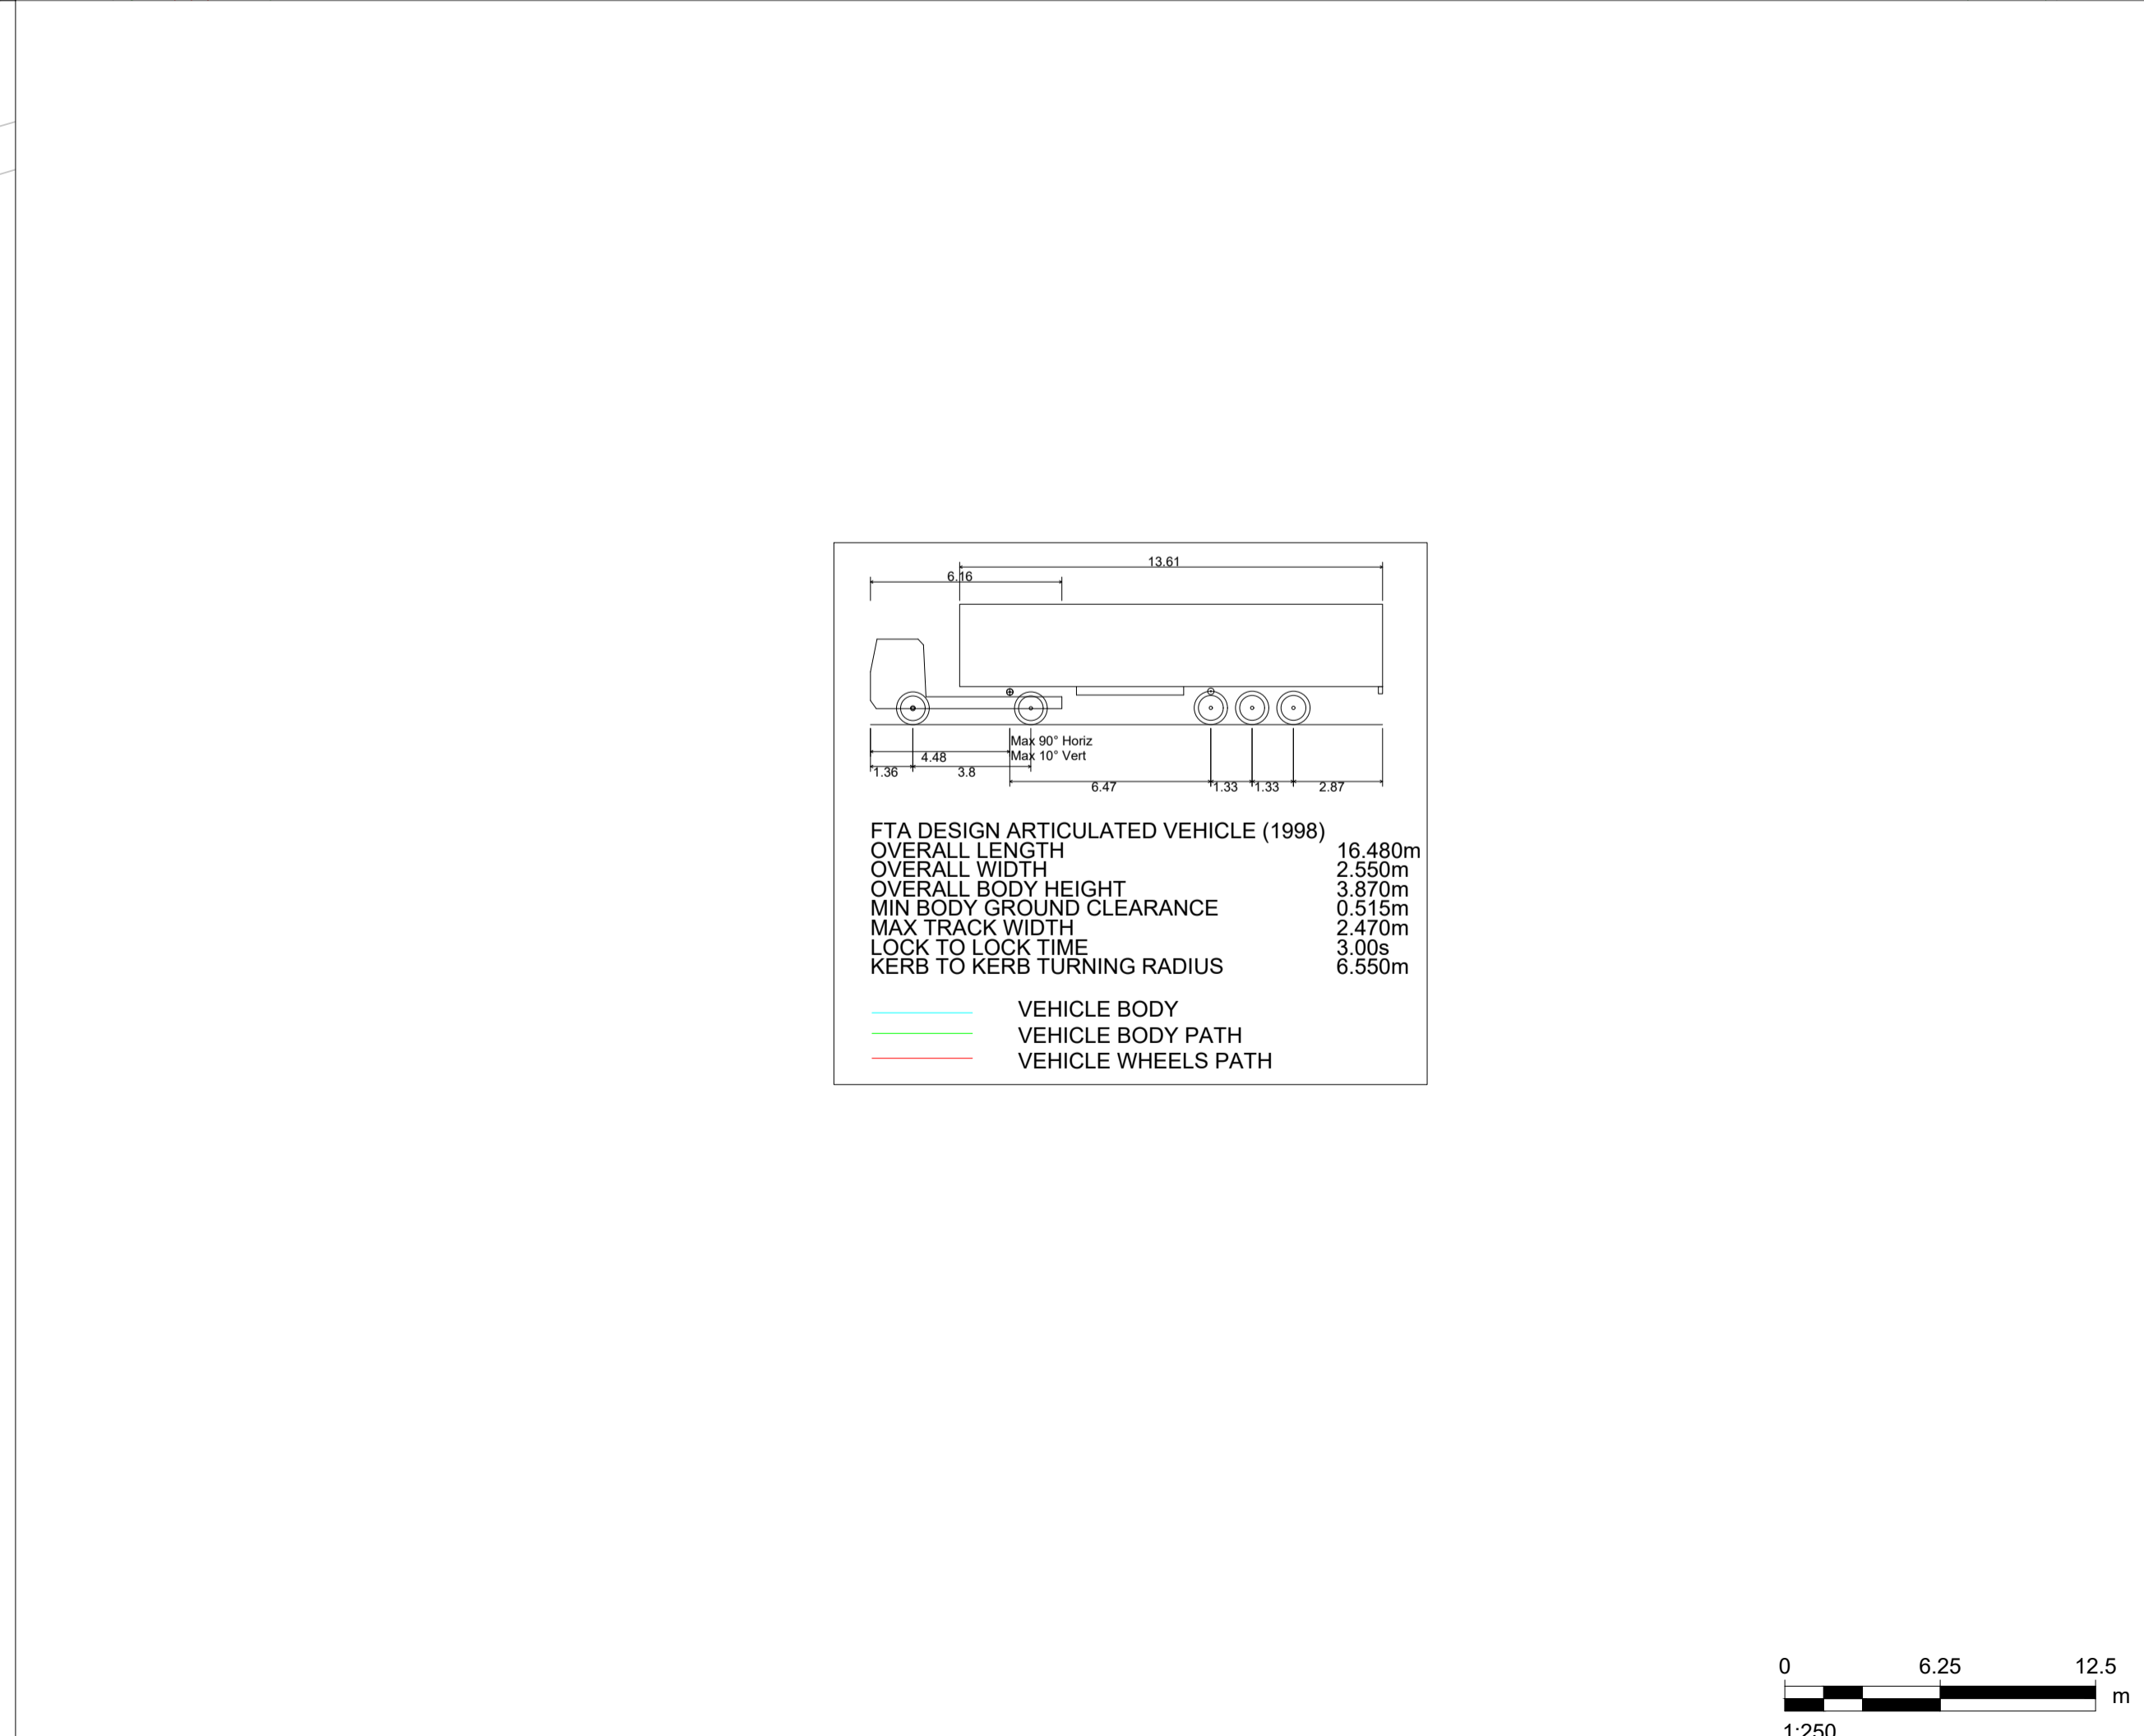 13.61
6.16
Max 90° Horiz
4.48 Max 10° Vert
1.36 3.8
6.47 1.33 1.33 2.87
FTA DESIGN ARTICULATED VEHICLE (1998)
OVERALL LENGTH 16.480m
OVERALL WIDTH 2.550m
OVERALL BODY HEIGHT 3.870m
MIN BODY GROUND CLEARANCE 0.515m
MAX TRACK WIDTH 2.470m
LOCK TO LOCK TIME 3.00s
KERB TO KERB TURNING RADIUS 6.550m
VEHICLE BODY
VEHICLE BODY PATH
VEHICLE WHEELS PATH
0 6.25 12.5
m
1:250